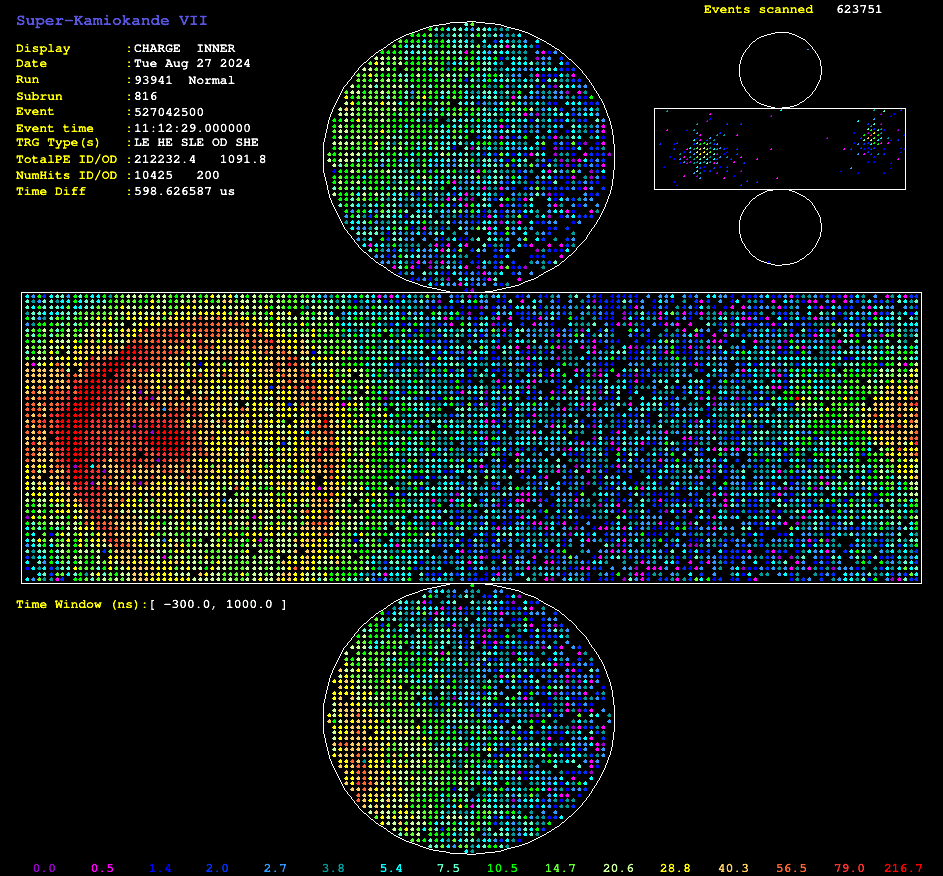 Super-Kamiokande VII
Events scanned 623751
Display :CHARGE INNER
Date :Tue Aug 27 2024
Run :93941 Normal
Subrun :816
Event :527042500
Event time :11:12:29.000000
TRG Type(s) :LE HE SLE OD SHE
TotalPE ID/OD :212232.4 1091.8
NumHits ID/OD :10425 200
Time Diff :598.626587 us
Time Window (ns):[ -300.0, 1000.0 ]
0.0 0.5 1.4 2.0 2.7 3.8 5.4 7.5 10.5 14.7 20.6 28.8 40.3 56.5 79.0 216.7